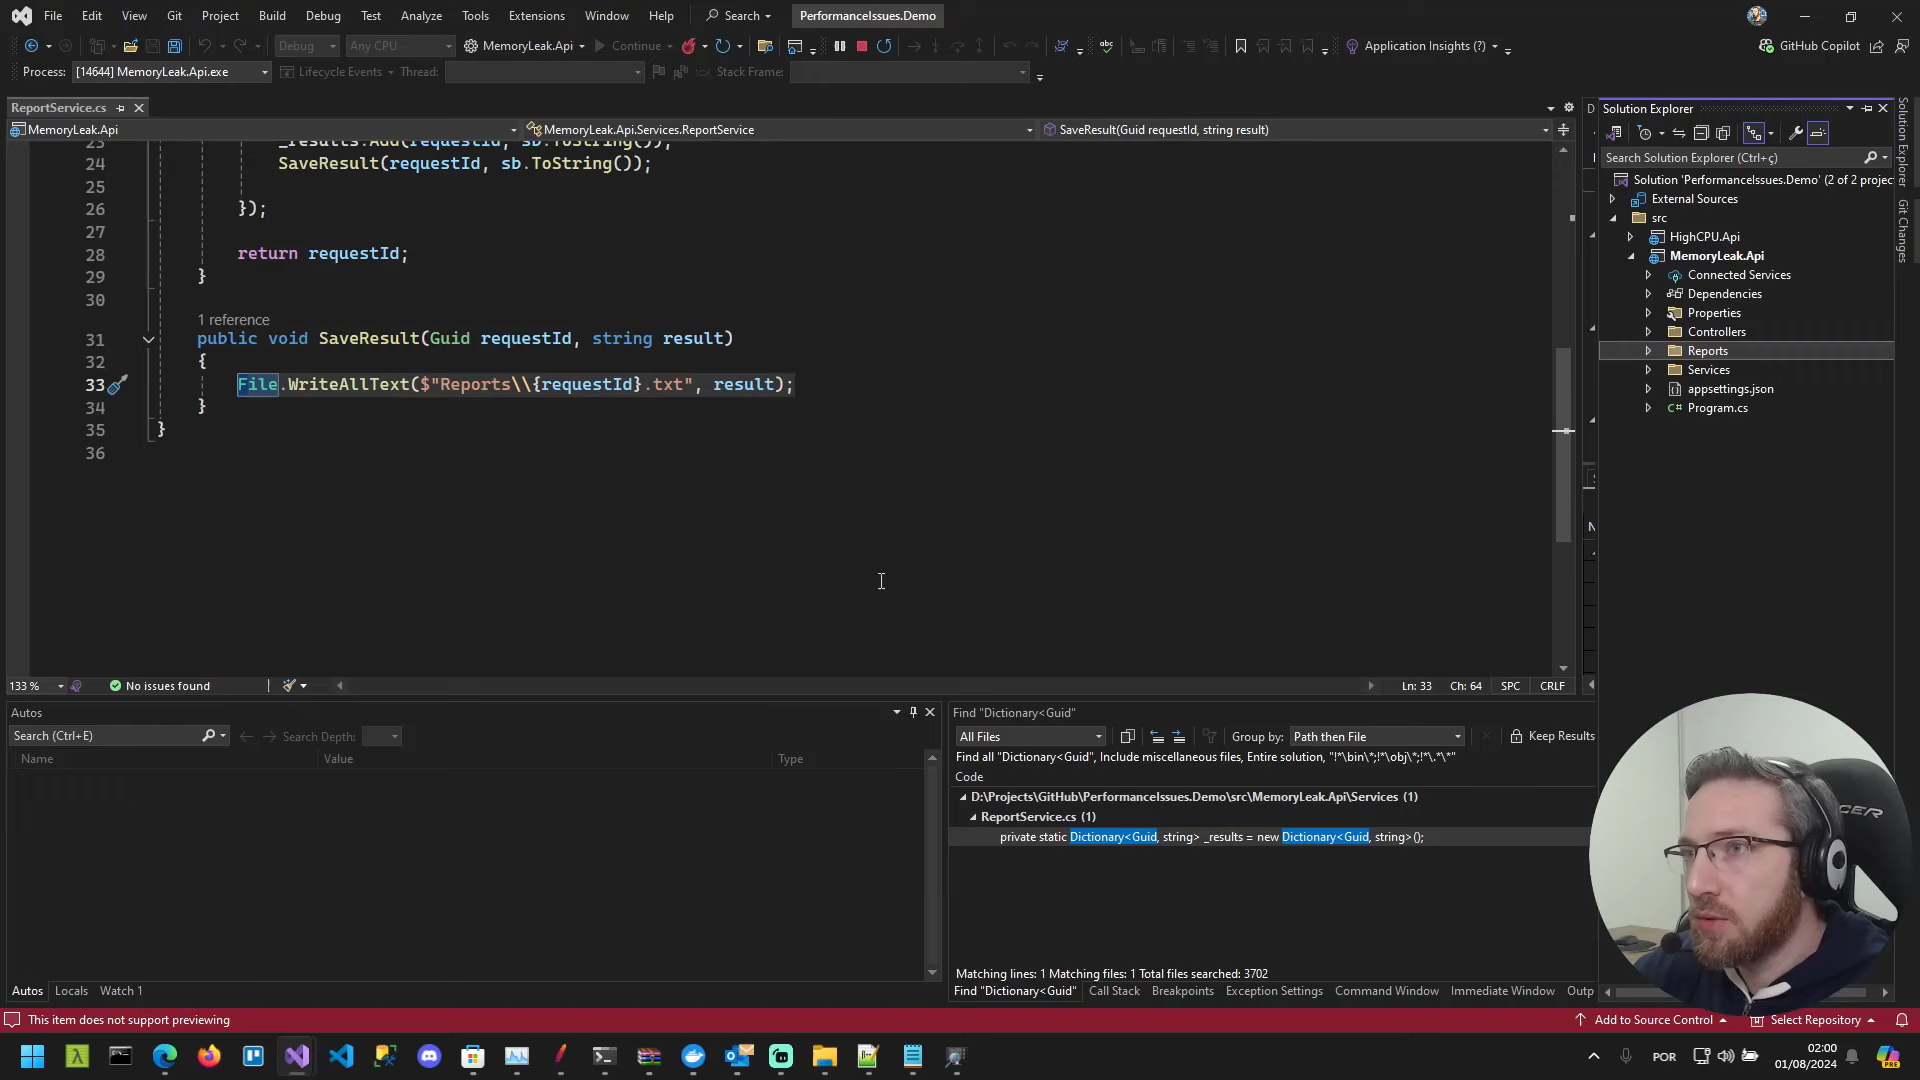 File Edit View Git Project Build Debug Test Analyze Tools Extensions Window Help Search PerformanceIssues.Demo
Debug Any CPU MemoryLeak.Api Continue Application Insights (?) GitHub Copilot
Process: [14644] MemoryLeak.Api.exe Lifecycle Events Thread: Stack Frame:
ReportService.cs
MemoryLeak.Api MemoryLeak.Api.Services.ReportService SaveResult(Guid requestId, string result)
23 _results.Add(requestId, sb.ToString());
24 SaveResult(requestId, sb.ToString());
25
26 });
27
28 return requestId;
29 }
30
1 reference
31 public void SaveResult(Guid requestId, string result)
32 {
33 File.WriteAllText($"Reports\\{requestId}.txt", result);
34 }
35 }
36
133 % No issues found Ln: 33 Ch: 64 SPC CRLF
Solution Explorer
Search Solution Explorer (Ctrl+ç)
Solution 'PerformanceIssues.Demo' (2 of 2 projec
External Sources
src
HighCPU.Api
MemoryLeak.Api
Connected Services
Dependencies
Properties
Controllers
Reports
Services
appsettings.json
C# Program.cs
Solution Explorer
Git Changes
Autos
Search (Ctrl+E) Search Depth:
Name Value Type
Autos Locals Watch 1
Find "Dictionary<Guid"
All Files Group by: Path then File Keep Results
Find all "Dictionary<Guid", Include miscellaneous files, Entire solution, "!*\bin\*;!*\obj\*;!*\.*\*"
Code
D:\Projects\GitHub\PerformanceIssues.Demo\src\MemoryLeak.Api\Services (1)
ReportService.cs (1)
private static Dictionary<Guid, string> _results = new Dictionary<Guid, string>();
Matching lines: 1 Matching files: 1 Total files searched: 3702
Find "Dictionary<Guid" Call Stack Breakpoints Exception Settings Command Window Immediate Window Outp
This item does not support previewing Add to Source Control Select Repository
POR 02:00
01/08/2024